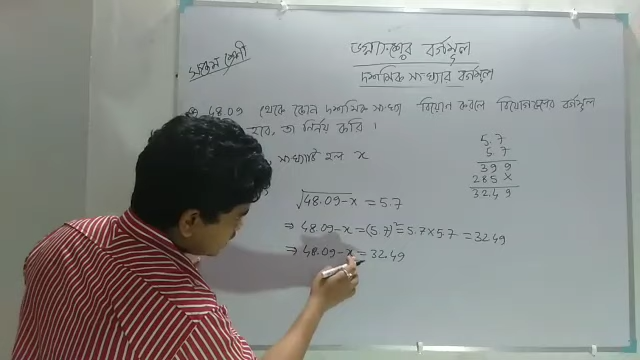 সপ্তম শ্রেণী
ভগ্নাংশের বর্গমূল
দশমিক সংখ্যার বর্গমূল
48.09 থেকে কোন দশমিক সংখ্যা বিয়োগ করলে বিয়োগফলের বর্গমূল
হবে, তা নির্ণয় করি।
সংখ্যাটি হল x
√48.09-x = 5.7
⇒ 48.09-x = (5.7)² = 5.7×5.7 = 32.49
⇒ 48.09-x = 32.49
5.7
5 7
399
285 x
32.49